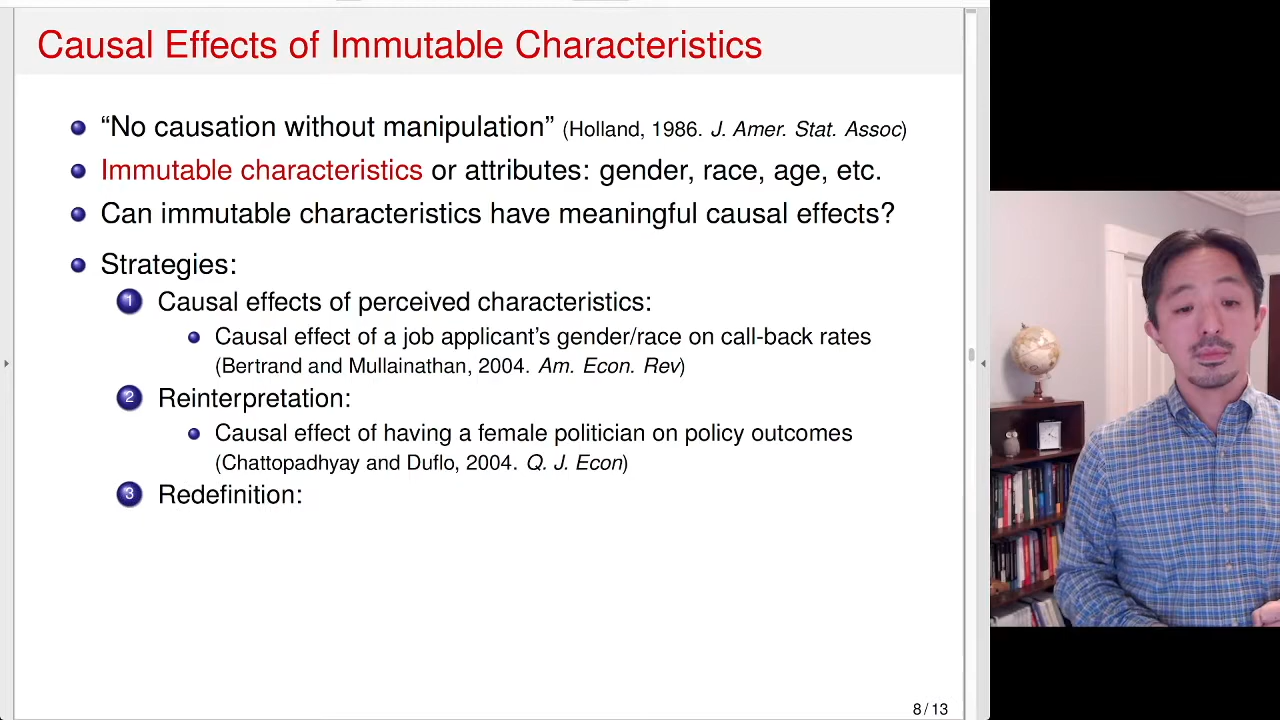 Causal Effects of Immutable Characteristics
“No causation without manipulation” (Holland, 1986. J. Amer. Stat. Assoc)
Immutable characteristics or attributes: gender, race, age, etc.
Can immutable characteristics have meaningful causal effects?
Strategies:
1 Causal effects of perceived characteristics:
Causal effect of a job applicant’s gender/race on call-back rates
(Bertrand and Mullainathan, 2004. Am. Econ. Rev)
2 Reinterpretation:
Causal effect of having a female politician on policy outcomes
(Chattopadhyay and Duflo, 2004. Q. J. Econ)
3 Redefinition:
8 / 13